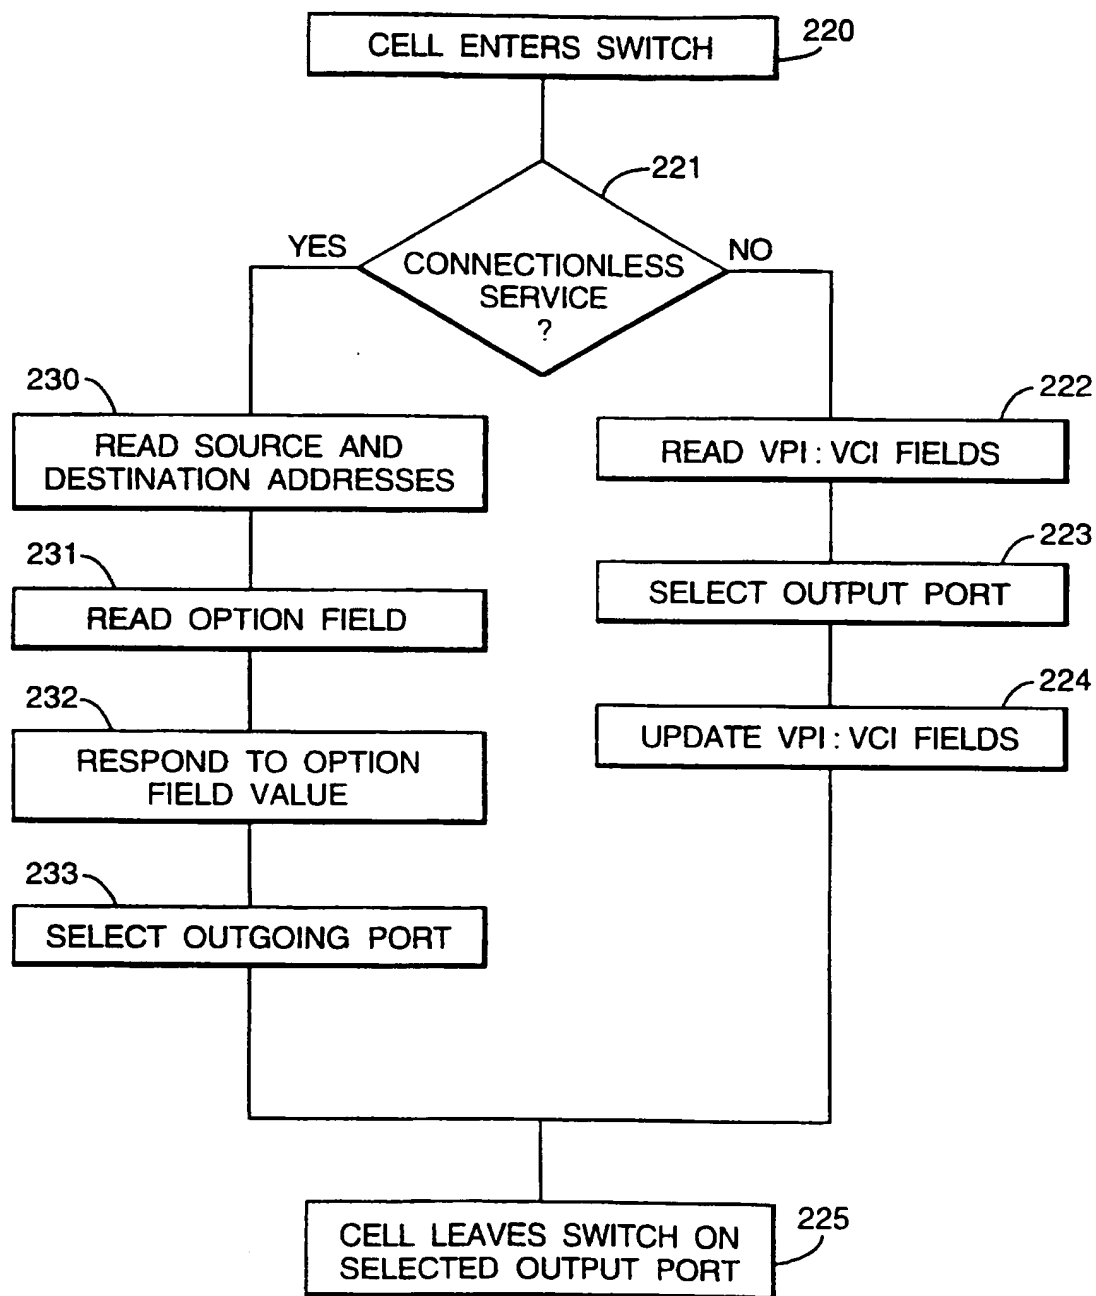 CELL ENTERS SWITCH
220
221
YES
NO
CONNECTIONLESS
SERVICE
?
230
READ SOURCE AND
DESTINATION ADDRESSES
231
READ OPTION FIELD
232
RESPOND TO OPTION
FIELD VALUE
233
SELECT OUTGOING PORT
222
READ VPI:VCI FIELDS
223
SELECT OUTPUT PORT
224
UPDATE VPI:VCI FIELDS
CELL LEAVES SWITCH ON
SELECTED OUTPUT PORT
225